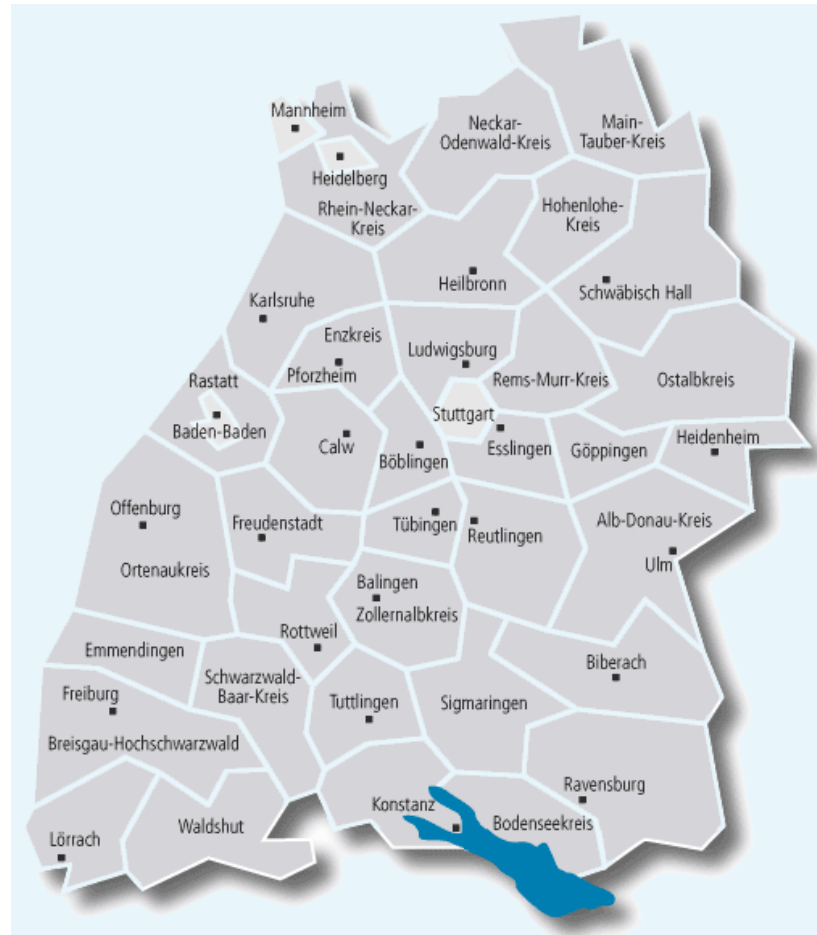 Mannheim
Neckar-
Odenwald-Kreis
Main-
Tauber-Kreis
Heidelberg
Rhein-Neckar-
Kreis
Hohenlohe-
Kreis
Heilbronn
Schwäbisch Hall
Karlsruhe
Enzkreis
Pforzheim
Ludwigsburg
Rems-Murr-Kreis
Ostalbkreis
Rastatt
Baden-Baden
Stuttgart
Calw
Böblingen
Esslingen
Göppingen
Heidenheim
Offenburg
Ortenaukreis
Freudenstadt
Tübingen
Reutlingen
Alb-Donau-Kreis
Ulm
Balingen
Zollernalbkreis
Rottweil
Emmendingen
Schwarzwald-
Baar-Kreis
Biberach
Freiburg
Breisgau-Hochschwarzwald
Tuttlingen
Sigmaringen
Konstanz
Ravensburg
Bodenseekreis
Lörrach
Waldshut